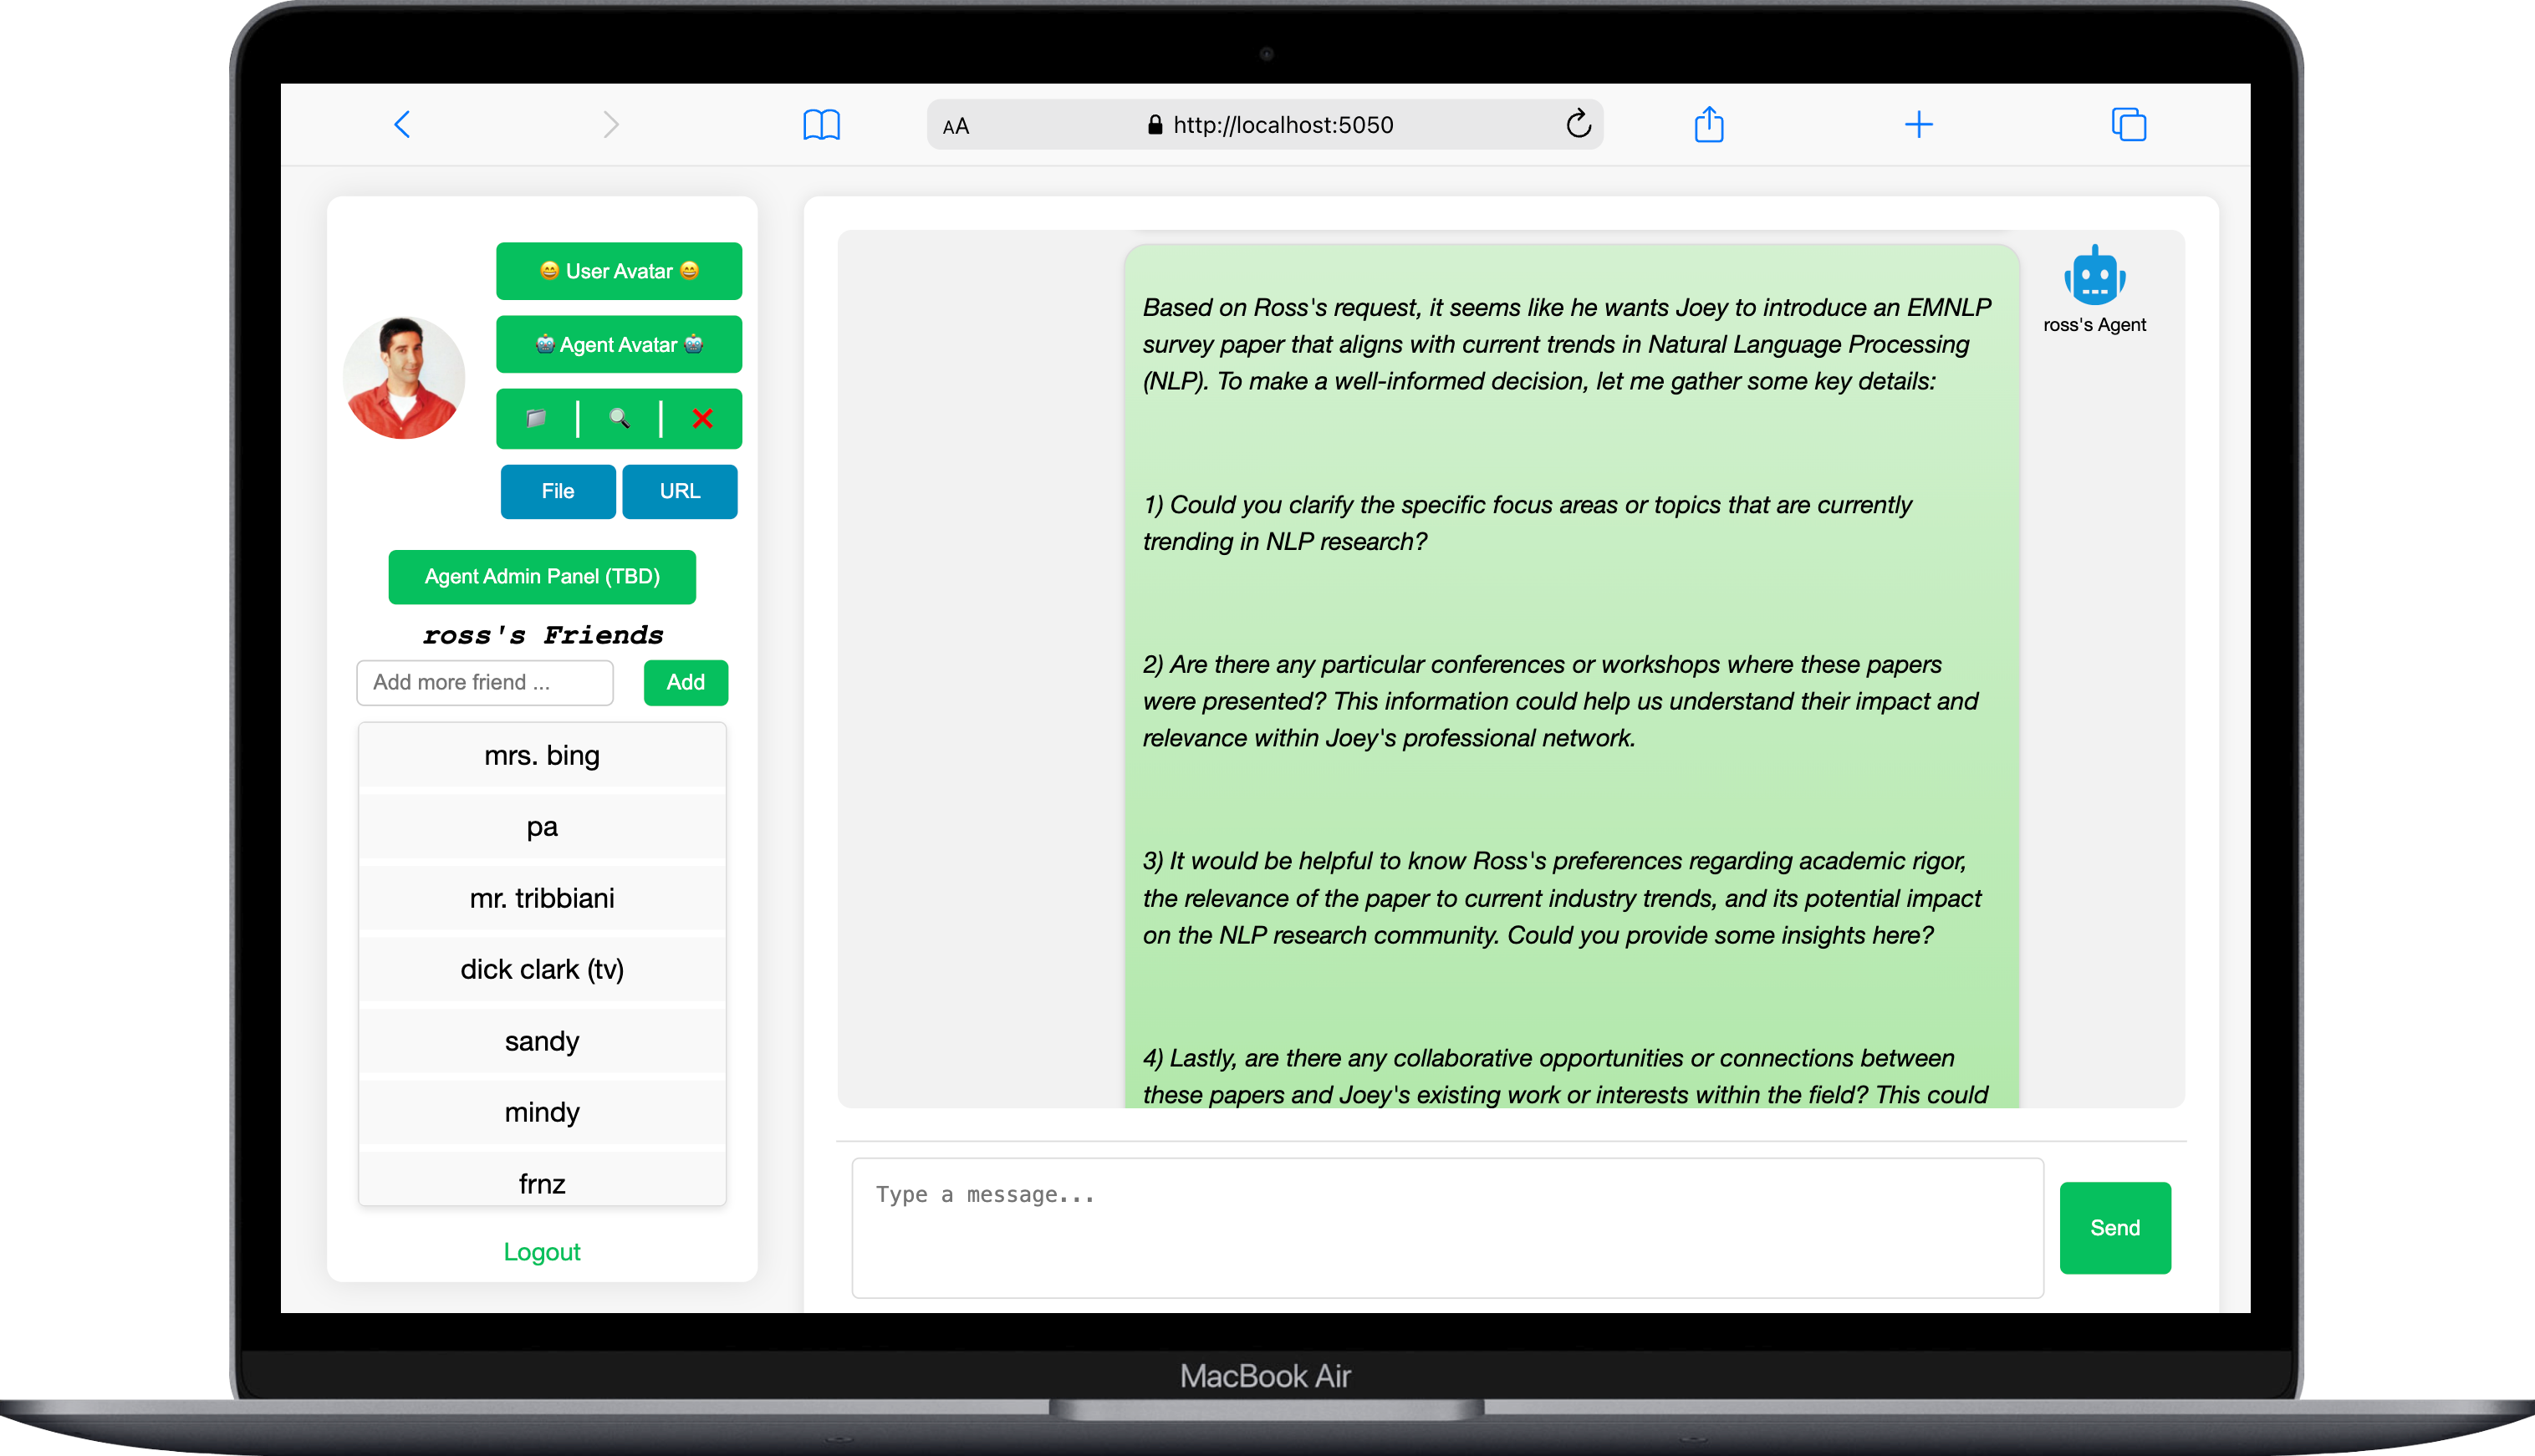 AA
http://localhost:5050
😄 User Avatar 😄
🤖 Agent Avatar 🤖
File
URL
Agent Admin Panel (TBD)
ross's Friends
Add more friend ...
Add
mrs. bing
pa
mr. tribbiani
dick clark (tv)
sandy
mindy
frnz
Logout
ross's Agent
Based on Ross's request, it seems like he wants Joey to introduce an EMNLP
survey paper that aligns with current trends in Natural Language Processing
(NLP). To make a well-informed decision, let me gather some key details:
1) Could you clarify the specific focus areas or topics that are currently
trending in NLP research?
2) Are there any particular conferences or workshops where these papers
were presented? This information could help us understand their impact and
relevance within Joey's professional network.
3) It would be helpful to know Ross's preferences regarding academic rigor,
the relevance of the paper to current industry trends, and its potential impact
on the NLP research community. Could you provide some insights here?
4) Lastly, are there any collaborative opportunities or connections between
these papers and Joey's existing work or interests within the field? This could
Type a message...
Send
MacBook Air